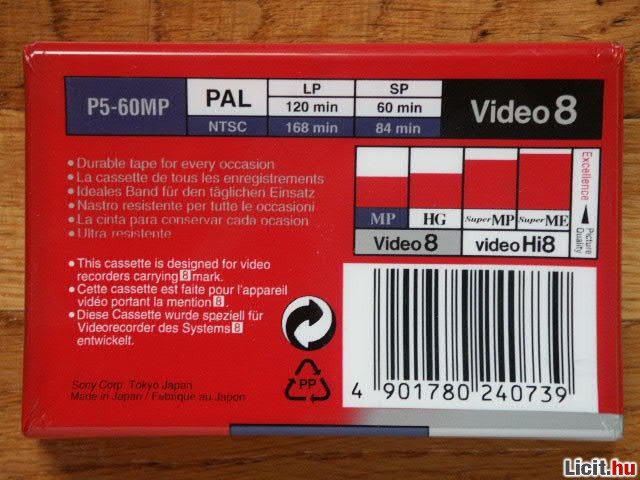 P5-60MP
PAL
LP
SP
120 min
60 min
NTSC
168 min
84 min
Video 8
Durable tape for every occasion
La cassette de tous les enregistrements
Ideales Band für den täglichen Einsatz
Nastro resistente per tutte le occasioni
La cinta para conservar cada ocasion
Ultra resistente
MP
HG
Super MP
Super ME
Video 8
video Hi8
Excellence
Picture Quality
This cassette is designed for video
recorders carrying 8 mark.
Cette cassette est faite pour l'appareil
vidéo portant la mention 8.
Diese Cassette wurde speziell für
Videorecorder des Systems 8
entwickelt.
PP
Sony Corp. Tokyo Japan
Made in Japan / Fabriqué au Japon
4 901780 240739
Licit.hu